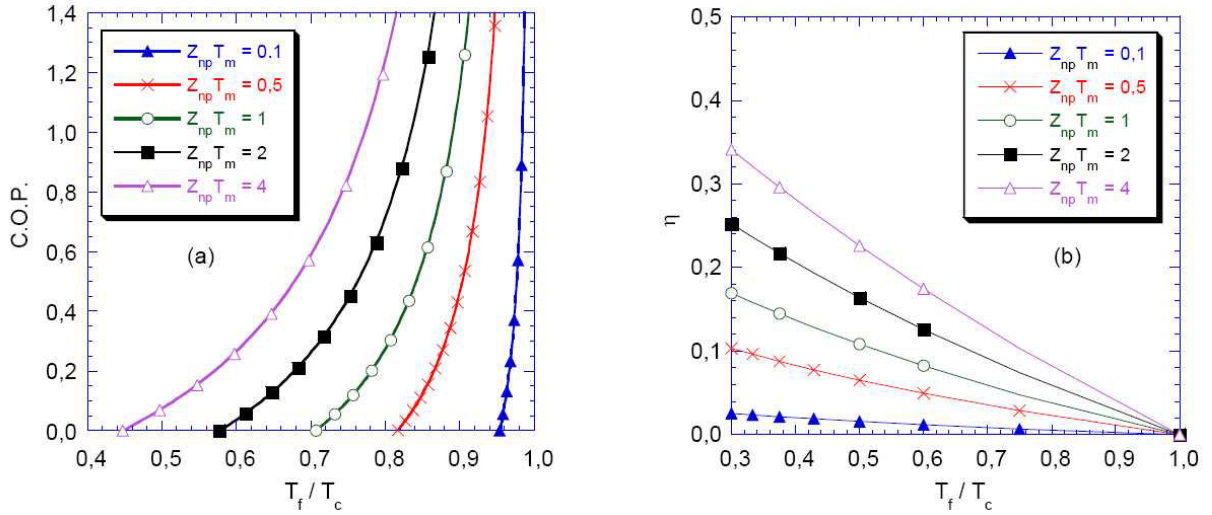 1,4
1,2
1,0
0,8
0,6
0,4
0,2
0,0
C.O.P.
Z_np T_m = 0.1
Z_np T_m = 0,5
Z_np T_m = 1
Z_np T_m = 2
Z_np T_m = 4
(a)
0,4 0,5 0,6 0,7 0,8 0,9 1,0
T_f / T_c
0,5
0,4
0,3
0,2
0,1
0,0
η
Z_np T_m = 0,1
Z_np T_m = 0.5
Z_np T_m = 1
Z_np T_m = 2
Z_np T_m = 4
(b)
0,3 0,4 0,5 0,6 0,7 0,8 0,9 1,0
T_f / T_c